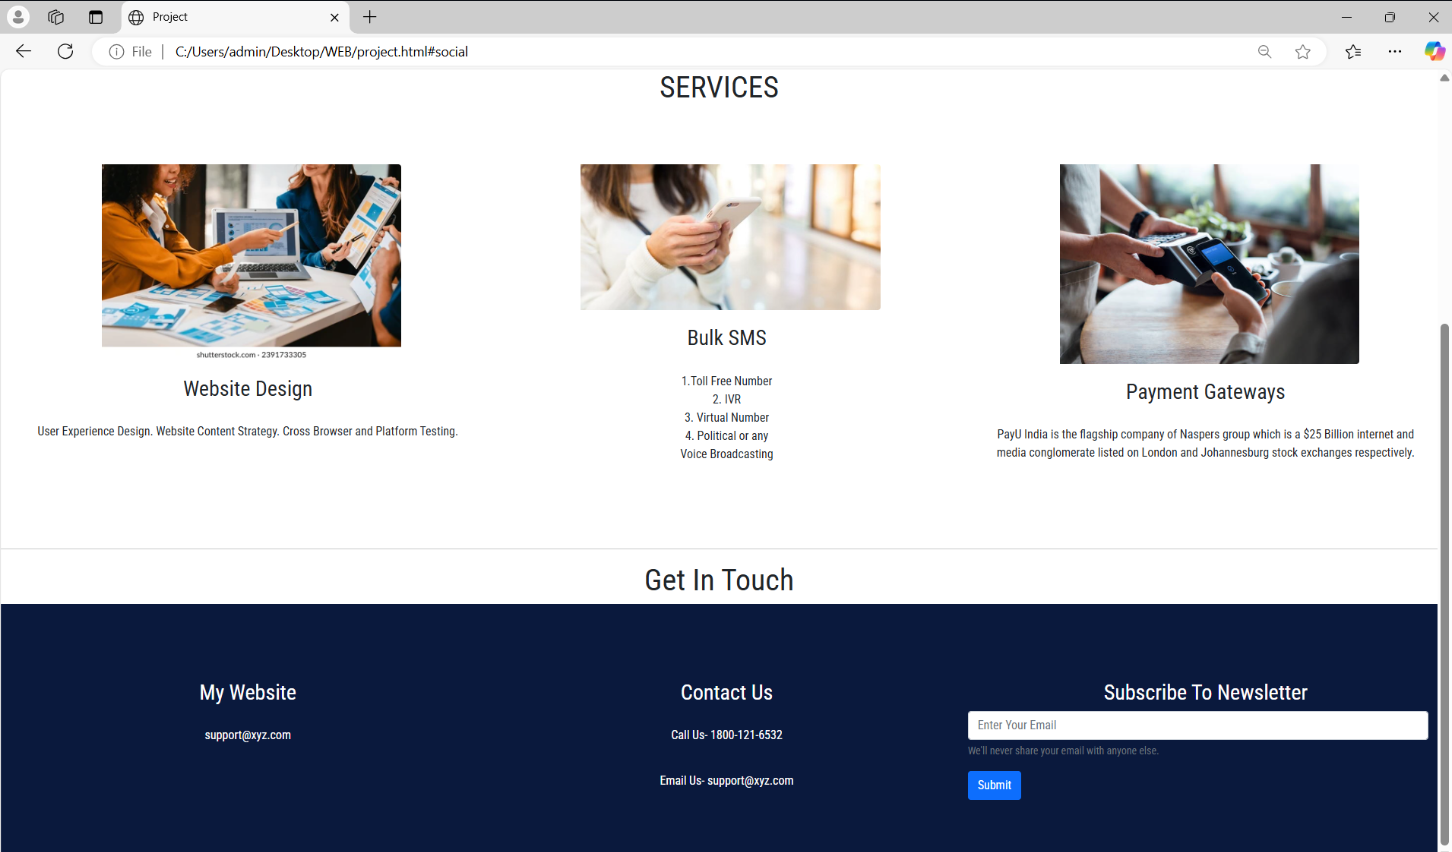 Project
File
C:/Users/admin/Desktop/WEB/project.html#social
SERVICES
shutterstock.com · 2391733305
Website Design
User Experience Design. Website Content Strategy. Cross Browser and Platform Testing.
Bulk SMS
1.Toll Free Number
2. IVR
3. Virtual Number
4. Political or any
Voice Broadcasting
Payment Gateways
PayU India is the flagship company of Naspers group which is a $25 Billion internet and
media conglomerate listed on London and Johannesburg stock exchanges respectively.
Get In Touch
My Website
support@xyz.com
Contact Us
Call Us- 1800-121-6532
Email Us- support@xyz.com
Subscribe To Newsletter
Enter Your Email
We'll never share your email with anyone else.
Submit